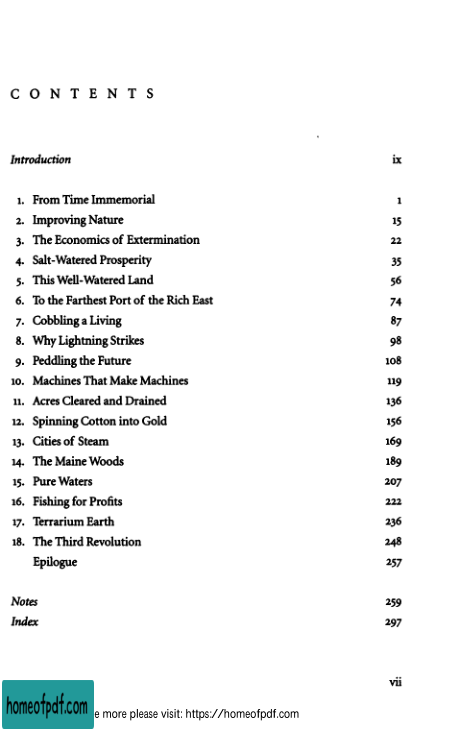 CONTENTS
Introduction ix
1. From Time Immemorial 1
2. Improving Nature 15
3. The Economics of Extermination 22
4. Salt-Watered Prosperity 35
5. This Well-Watered Land 56
6. To the Farthest Port of the Rich East 74
7. Cobbling a Living 87
8. Why Lightning Strikes 98
9. Peddling the Future 108
10. Machines That Make Machines 119
11. Acres Cleared and Drained 136
12. Spinning Cotton into Gold 156
13. Cities of Steam 169
14. The Maine Woods 189
15. Pure Waters 207
16. Fishing for Profits 222
17. Terrarium Earth 236
18. The Third Revolution 248
Epilogue 257
Notes 259
Index 297
vii
homeofpdf.com
e more please visit: https://homeofpdf.com